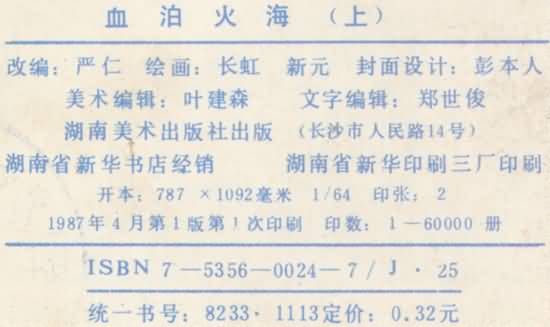 血泊火海（上）
改编：严仁 绘画：长虹 新元 封面设计：彭本人
美术编辑：叶建森 文字编辑：郑世俊
湖南美术出版社出版 （长沙市人民路14号）
湖南省新华书店经销 湖南省新华印刷三厂印刷
开本：787 ×1092毫米 1/64 印张：2
1987年4月第1版第1次印刷 印数：1—60000 册
ISBN 7—5356—0024—7 / J · 25
统一书号：8233·1113定价：0.32元